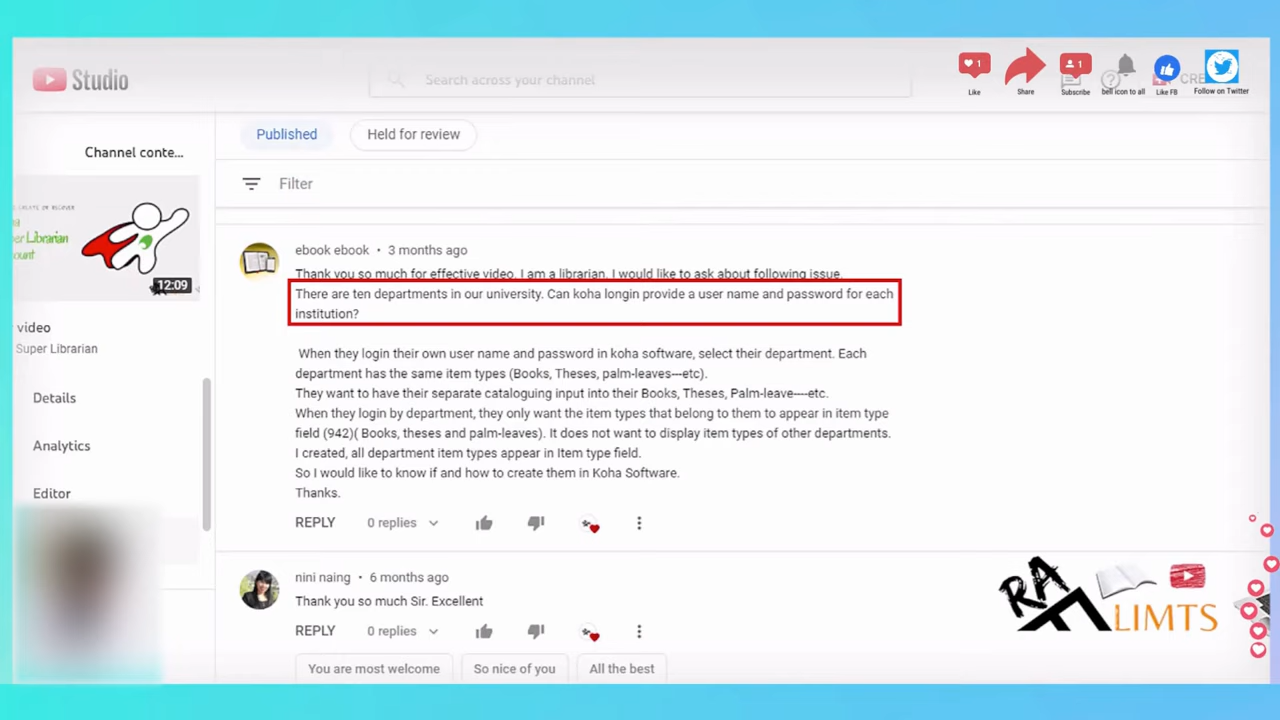 Studio
Search across your channel
1
1
CRE
Like
Share
Subscribe
bell icon to all
Like FB
Follow on Twitter
Published
Held for review
Channel conte...
Filter
er Librarian
ount
12:09
video
Super Librarian
Details
Analytics
Editor
ebook ebook • 3 months ago
Thank you so much for effective video. I am a librarian. I would like to ask about following issue.
There are ten departments in our university. Can koha longin provide a user name and password for each
institution?
When they login their own user name and password in koha software, select their department. Each
department has the same item types (Books, Theses, palm-leaves---etc).
They want to have their separate cataloguing input into their Books, Theses, Palm-leave----etc.
When they login by department, they only want the item types that belong to them to appear in item type
field (942)( Books, theses and palm-leaves). It does not want to display item types of other departments.
I created, all department item types appear in Item type field.
So I would like to know if and how to create them in Koha Software.
Thanks.
REPLY 0 replies
nini naing • 6 months ago
Thank you so much Sir. Excellent
REPLY 0 replies
You are most welcome
So nice of you
All the best
RAF
LIMTS